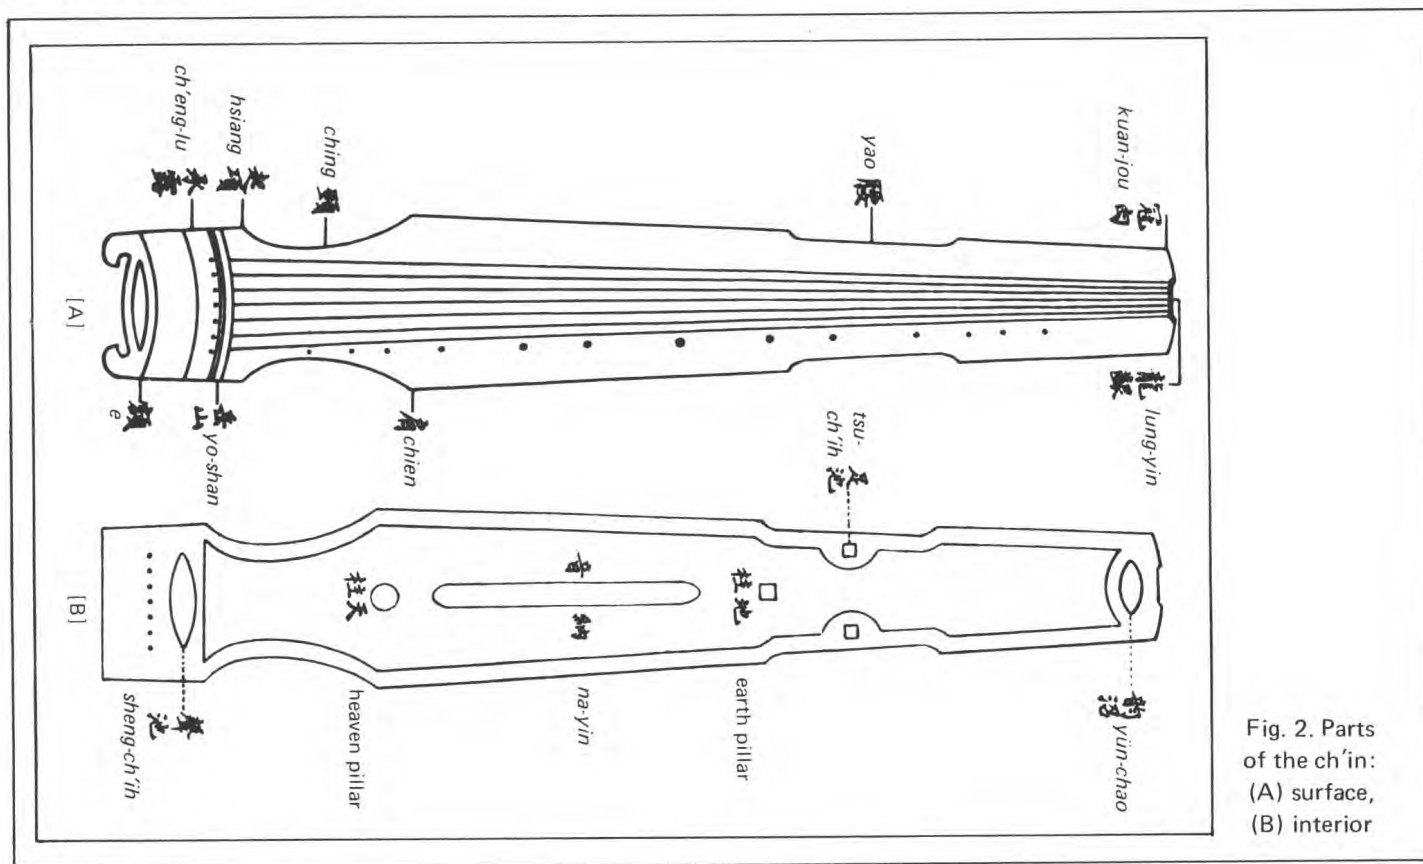 ch'eng-lu
承露
hsiang
項
ching
頸
yao
腰
kuan-jou
冠
[A]
額
e
岳山
yo-shan
肩
chien
龍齦
lung-yin
tsu-
ch'ih
足池
[B]
天柱
heaven pillar
音
納
na-yin
地柱
earth pillar
聲池
sheng-ch'ih
韵沼
yün-chao
Fig. 2. Parts
of the ch'in:
(A) surface,
(B) interior